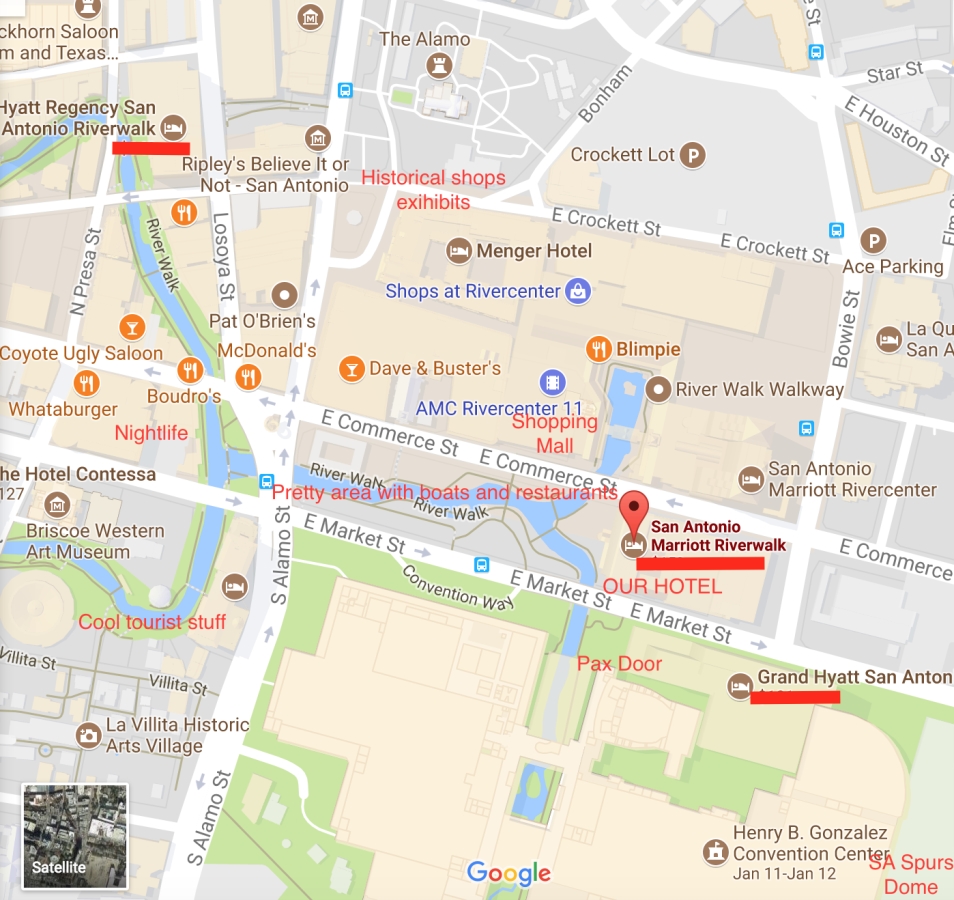 ckhorn Saloon
m and Texas...
The Alamo
Star St
E Houston St
Bonham
Hyatt Regency San
Antonio Riverwalk
Crockett Lot
P
Ripley's Believe It or
Not - San Antonio
Historical shops
exihibits
E Crockett St
E Crockett St
P
Ace Parking
N Presa St
River Walk
Losoya St
Menger Hotel
Shops at Rivercenter
Bowie St
Pat O'Brien's
La Qu
San A
Coyote Ugly Saloon
McDonald's
Blimpie
Dave & Buster's
River Walk Walkway
Whataburger
Boudro's
AMC Rivercenter 11
Shopping
Mall
Nightlife
E Commerce St
E Commerce St
he Hotel Contessa
127
River Walk
Pretty area with boats and restaurants
River Walk
San Antonio
Marriott Rivercenter
Briscoe Western
Art Museum
S Alamo St
E Market St
San Antonio
Marriott Riverwalk
E Commerce
OUR HOTEL
Convention Way
E Market St
E Market St
Cool tourist stuff
Villita St
Villita St
Pax Door
Grand Hyatt San Anton
La Villita Historic
Arts Village
S Alamo St
Satellite
Google
Henry B. Gonzalez
Convention Center
Jan 11-Jan 12
SA Spurs
Dome